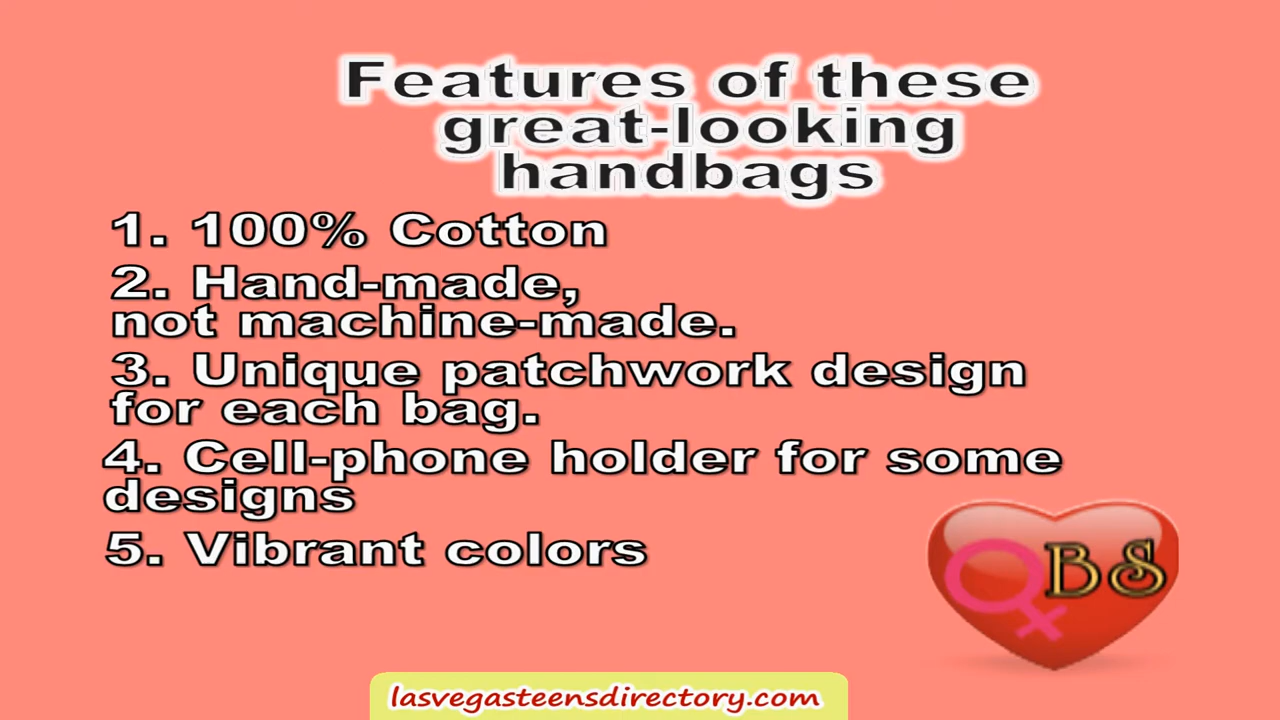 Features of these
great-looking
handbags
1. 100% Cotton
2. Hand-made,
not machine-made.
3. Unique patchwork design
for each bag.
4. Cell-phone holder for some
designs
5. Vibrant colors
BS
lasvegasteensdirectory.com